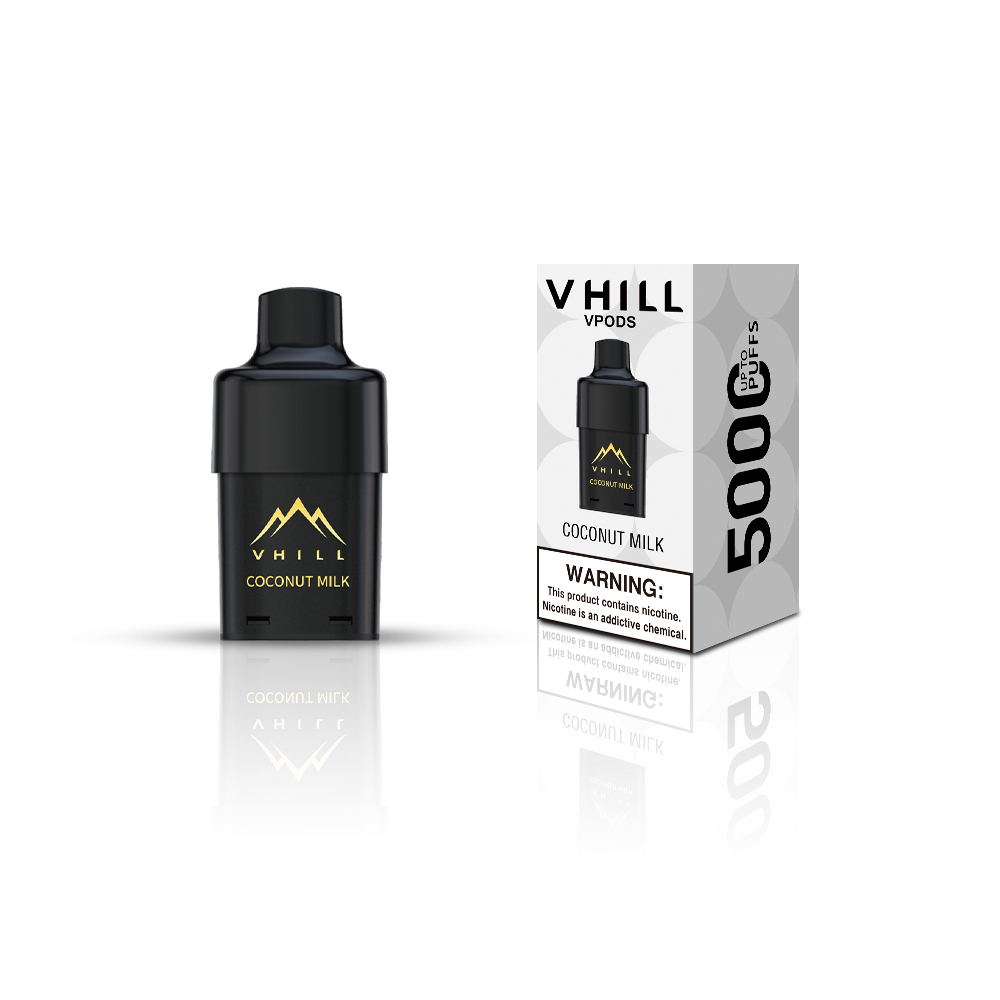 VHILL
COCONUT MILK
VHILL
VPODS
VHILL
COCONUT MILK
COCONUT MILK
WARNING:
This product contains nicotine.
Nicotine is an addictive chemical.
5000
UP TO
PUFFS